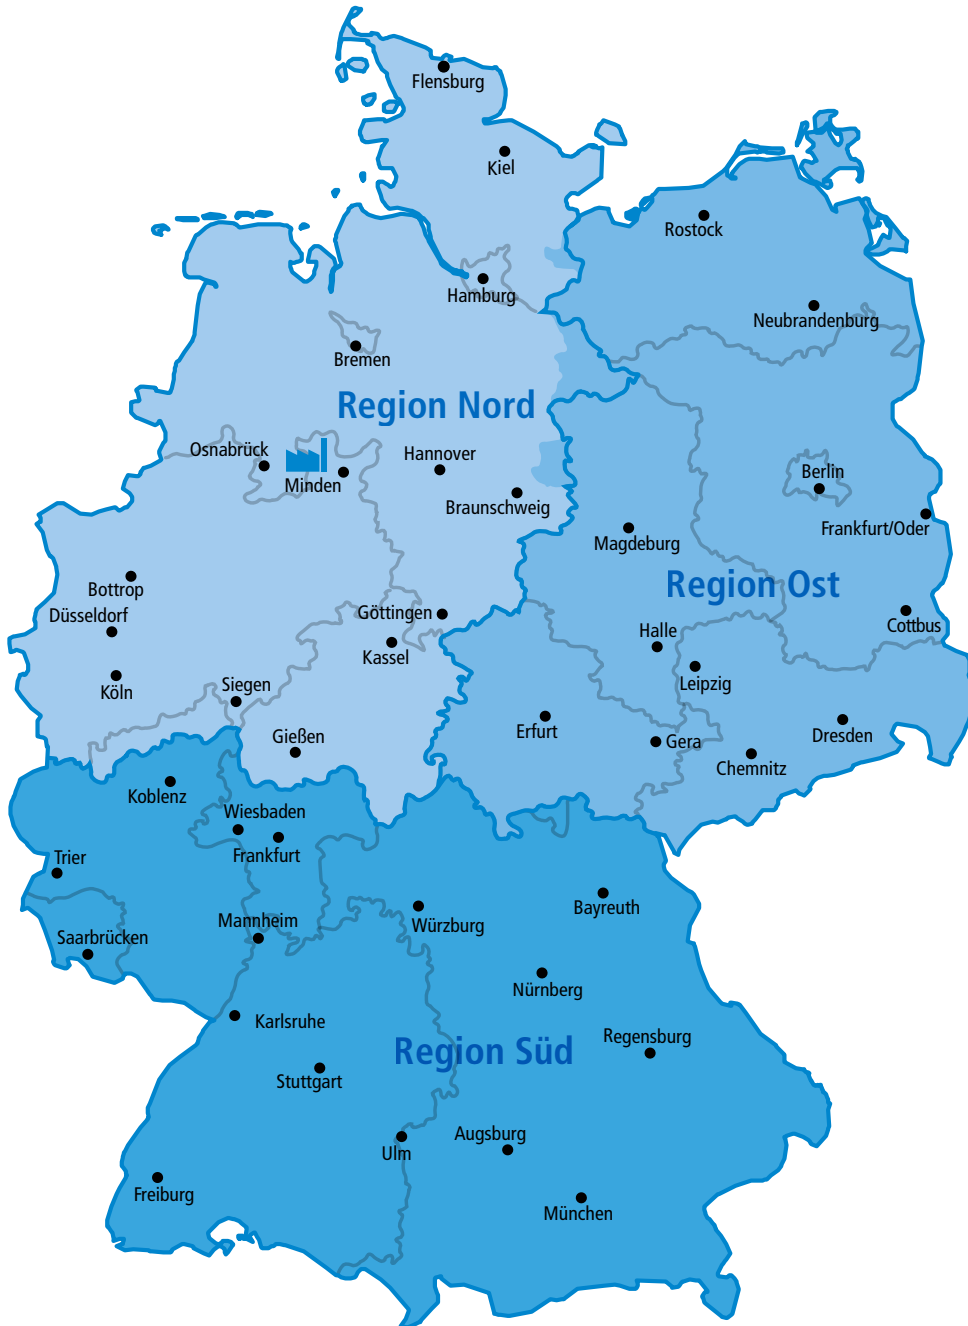 Flensburg
Kiel
Rostock
Hamburg
Neubrandenburg
Bremen
Region Nord
Osnabrück
Hannover
Minden
Berlin
Braunschweig
Frankfurt/Oder
Magdeburg
Region Ost
Bottrop
Düsseldorf
Göttingen
Cottbus
Halle
Kassel
Leipzig
Köln
Siegen
Erfurt
Gießen
Gera
Dresden
Chemnitz
Koblenz
Wiesbaden
Frankfurt
Trier
Bayreuth
Mannheim
Würzburg
Saarbrücken
Nürnberg
Karlsruhe
Regensburg
Region Süd
Stuttgart
Augsburg
Ulm
Freiburg
München